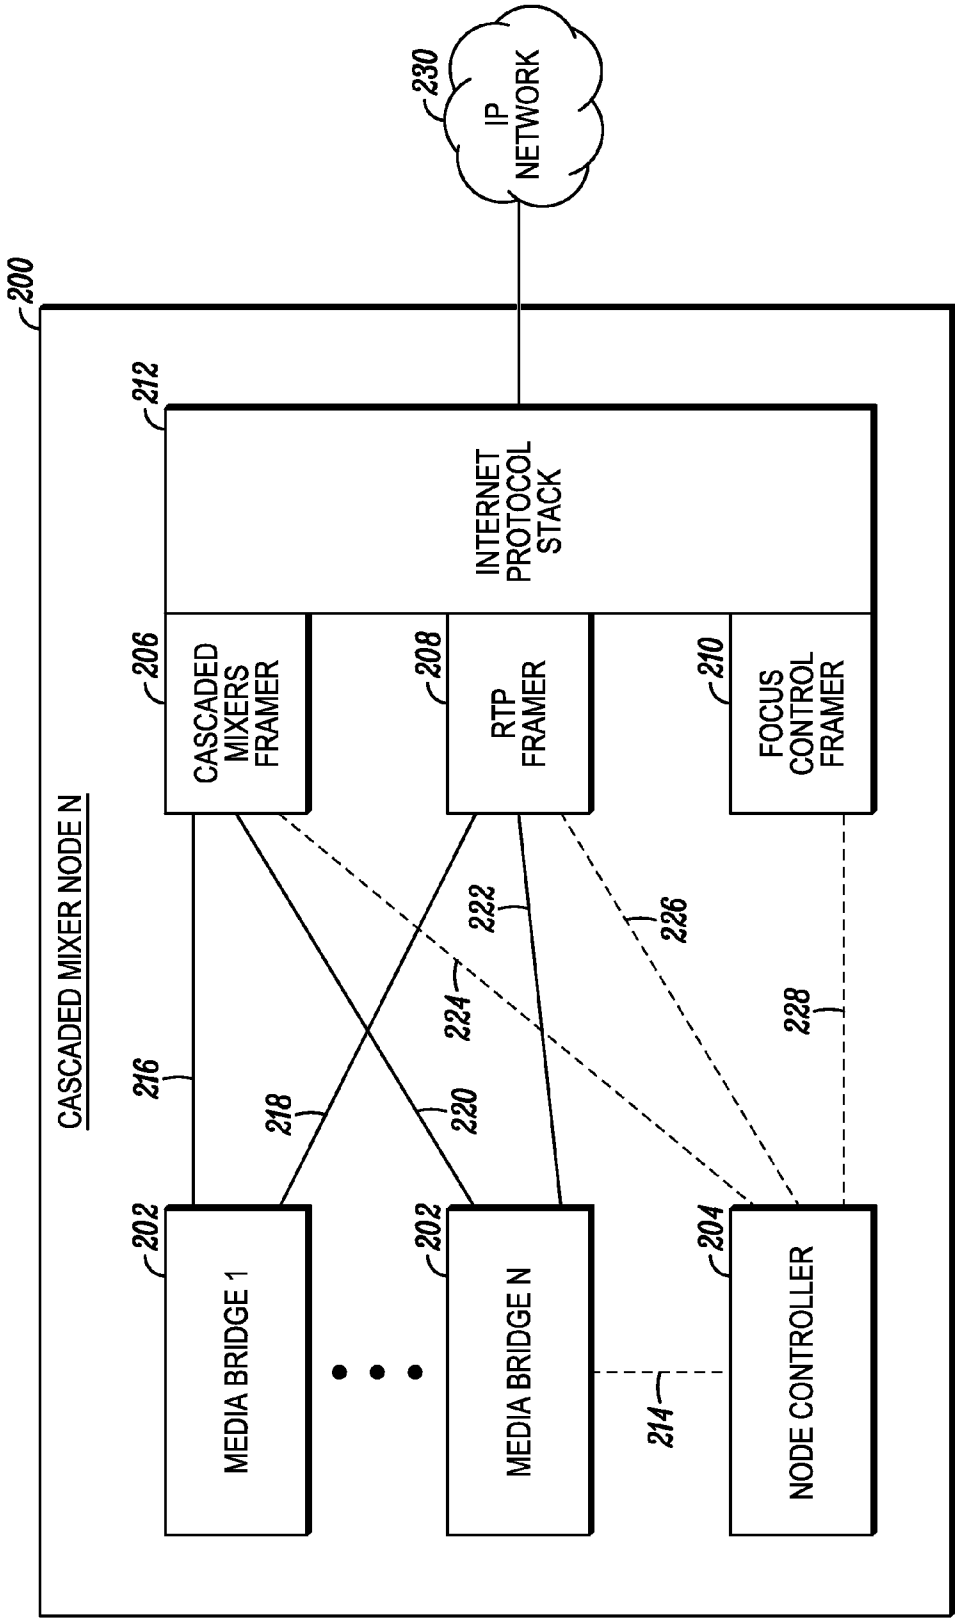 CASCADED MIXER NODE N
200
202
MEDIA BRIDGE 1
202
MEDIA BRIDGE N
204
NODE CONTROLLER
214
216
218
220
222
224
226
228
206
CASCADED
MIXERS
FRAMER
208
RTP
FRAMER
210
FOCUS
CONTROL
FRAMER
212
INTERNET
PROTOCOL
STACK
230
IP
NETWORK